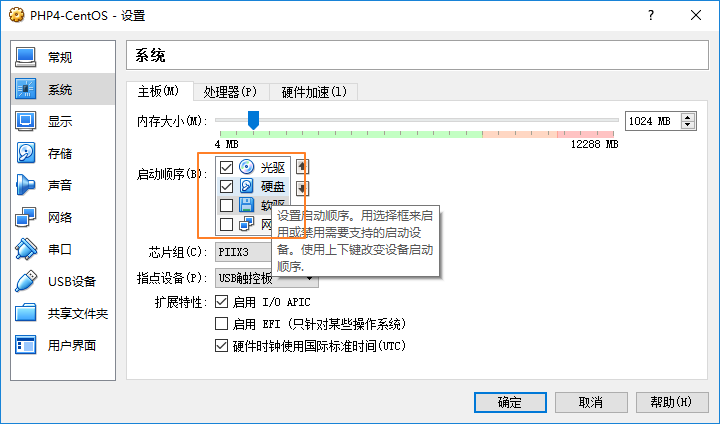 PHP4-CentOS - 设置
常规
系统
显示
存储
声音
网络
串口
USB设备
共享文件夹
用户界面
系统
主板(M) 处理器(P) 硬件加速(l)
内存大小(M): 1024 MB
4 MB 12288 MB
启动顺序(B): 光驱
硬盘
软驱
网
设置启动顺序。用选择框来启
用或禁用需要支持的启动设
备。使用上下键改变设备启动
顺序.
芯片组(C): PIIX3
指点设备(P): USB触控板
扩展特性: 启用 I/O APIC
启用 EFI (只针对某些操作系统)
硬件时钟使用国际标准时间(UTC)
确定 取消 帮助(H)